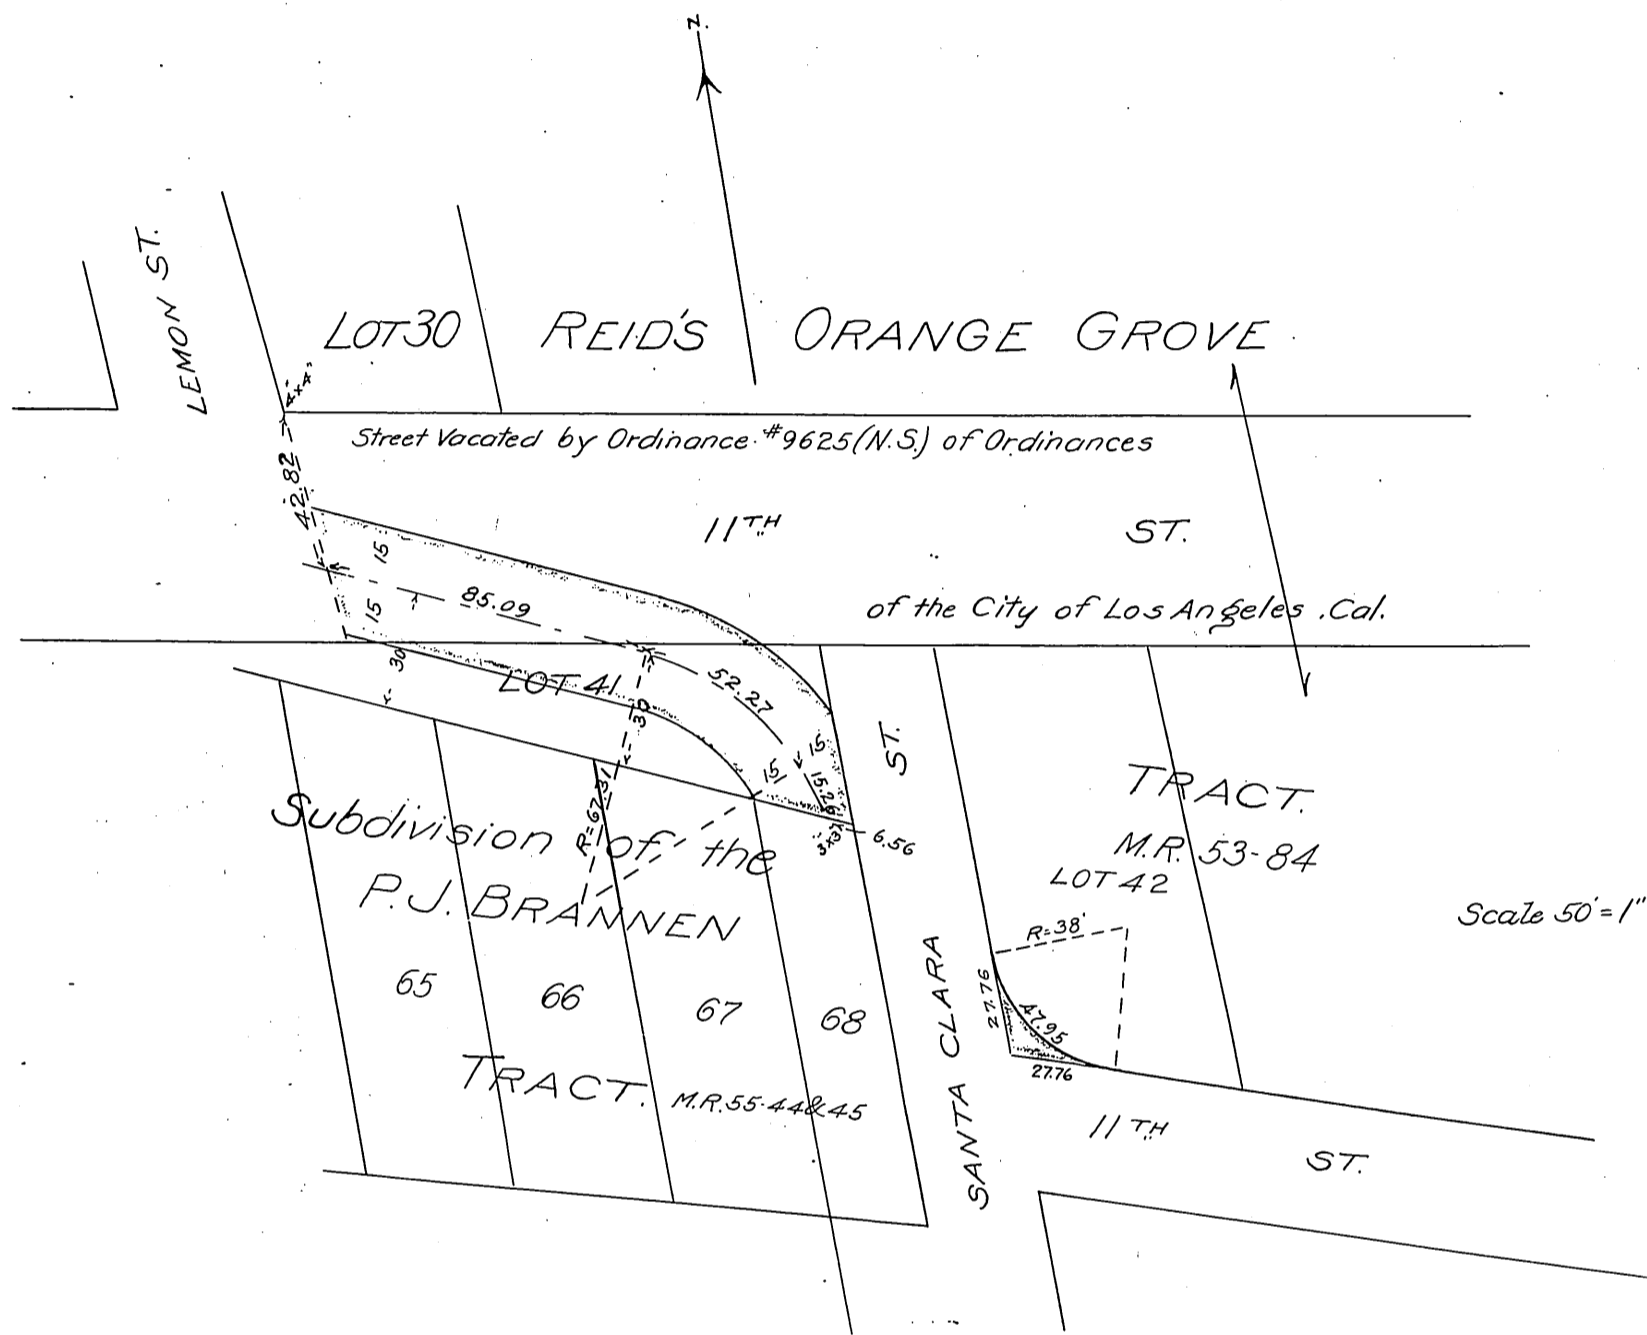 N.
LEMON ST.
LOT 30
REID'S ORANGE GROVE
4x4
Street Vacated by Ordinance #9625 (N.S.) of Ordinances
42.82
11TH ST.
15
85.09
15
of the City of Los Angeles, Cal.
30
LOT 41
52.27
30
15
15
15.29
3x3
6.56
ST.
SANTA CLARA
R=67.31
Subdivision of the
P.J. BRANNEN
65
66
67
68
TRACT. M.R. 55-44&45
TRACT.
M.R. 53-84
LOT 42
Scale 50'=1"
R=38'
27.76
47.95
27.76
11TH ST.